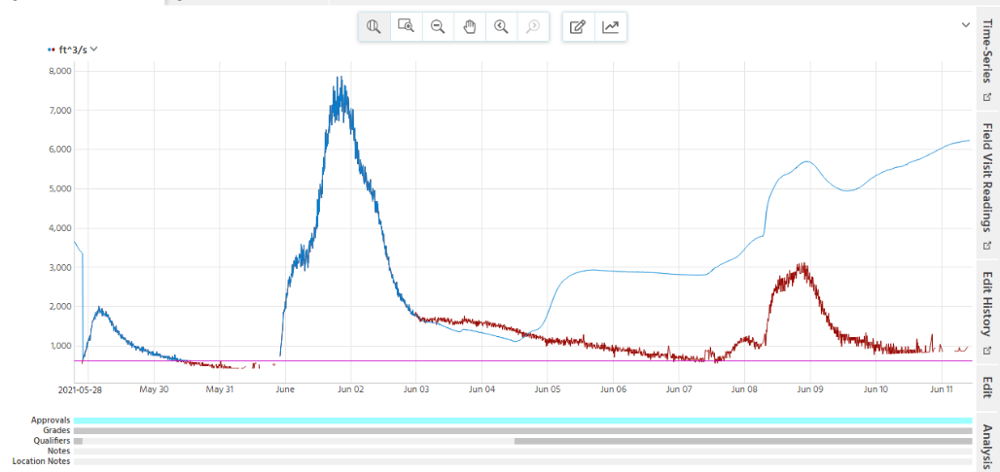 ft^3/s
8,000
7,000
6,000
5,000
4,000
3,000
2,000
1,000
2021-05-28
May 30
May 31
June
Jun 02
Jun 03
Jun 04
Jun 05
Jun 06
Jun 07
Jun 08
Jun 09
Jun 10
Jun 11
Approvals
Grades
Qualifiers
Notes
Location Notes
Time-Series
Field Visit Readings
Edit History
Edit
Analysis